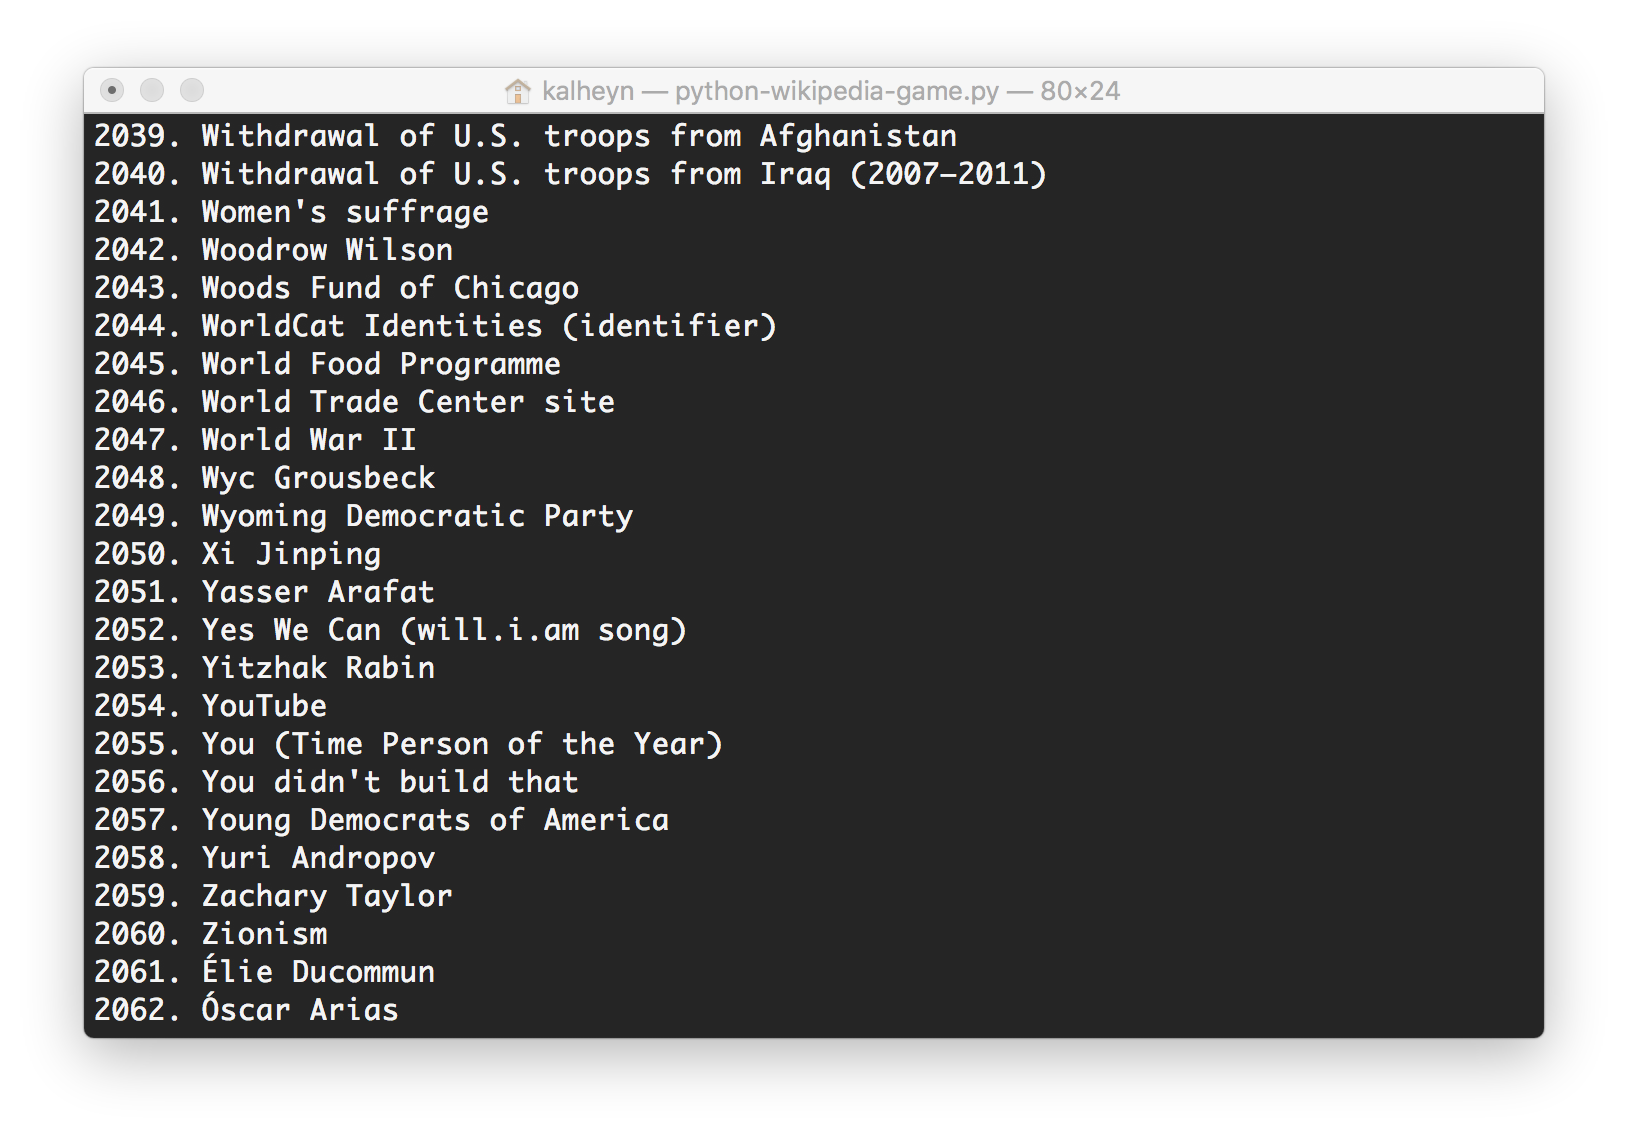 kalheyn — python-wikipedia-game.py — 80×24
2039. Withdrawal of U.S. troops from Afghanistan
2040. Withdrawal of U.S. troops from Iraq (2007–2011)
2041. Women's suffrage
2042. Woodrow Wilson
2043. Woods Fund of Chicago
2044. WorldCat Identities (identifier)
2045. World Food Programme
2046. World Trade Center site
2047. World War II
2048. Wyc Grousbeck
2049. Wyoming Democratic Party
2050. Xi Jinping
2051. Yasser Arafat
2052. Yes We Can (will.i.am song)
2053. Yitzhak Rabin
2054. YouTube
2055. You (Time Person of the Year)
2056. You didn't build that
2057. Young Democrats of America
2058. Yuri Andropov
2059. Zachary Taylor
2060. Zionism
2061. Élie Ducommun
2062. Óscar Arias